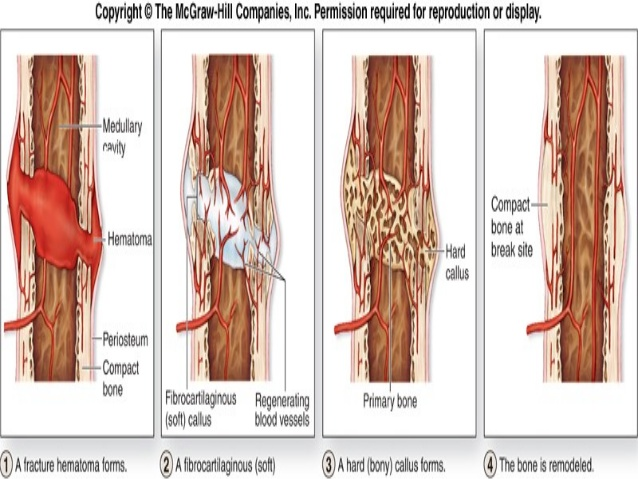 Copyright © The McGraw-Hill Companies, Inc. Permission required for reproduction or display.
Medullary
cavity
Hematoma
Periosteum
Compact
bone
1 A fracture hematoma forms.
Fibrocartilaginous
(soft) callus
Regenerating
blood vessels
2 A fibrocartilaginous (soft)
Hard
callus
Primary bone
3 A hard (bony) callus forms.
Compact
bone at
break site
4 The bone is remodeled.